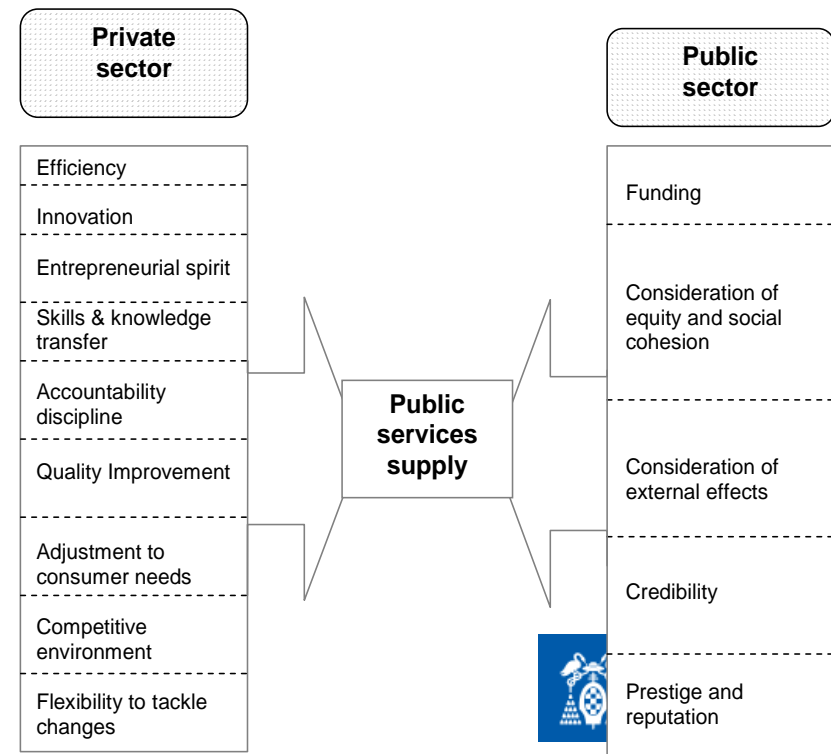 Private
sector
Efficiency
Innovation
Entrepreneurial spirit
Skills & knowledge
transfer
Accountability
discipline
Quality Improvement
Adjustment to
consumer needs
Competitive
environment
Flexibility to tackle
changes
Public
services
supply
Public
sector
Funding
Consideration of
equity and social
cohesion
Consideration of
external effects
Credibility
Prestige and
reputation